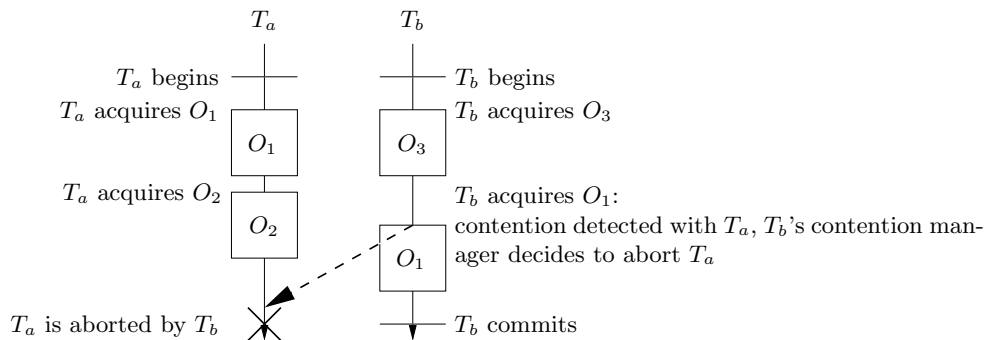 T_a T_b
T_a begins T_b begins
T_a acquires O_1 T_b acquires O_3
O_1 O_3
T_a acquires O_2 T_b acquires O_1:
O_2 contention detected with T_a, T_b's contention man-
O_1 ager decides to abort T_a
T_a is aborted by T_b T_b commits